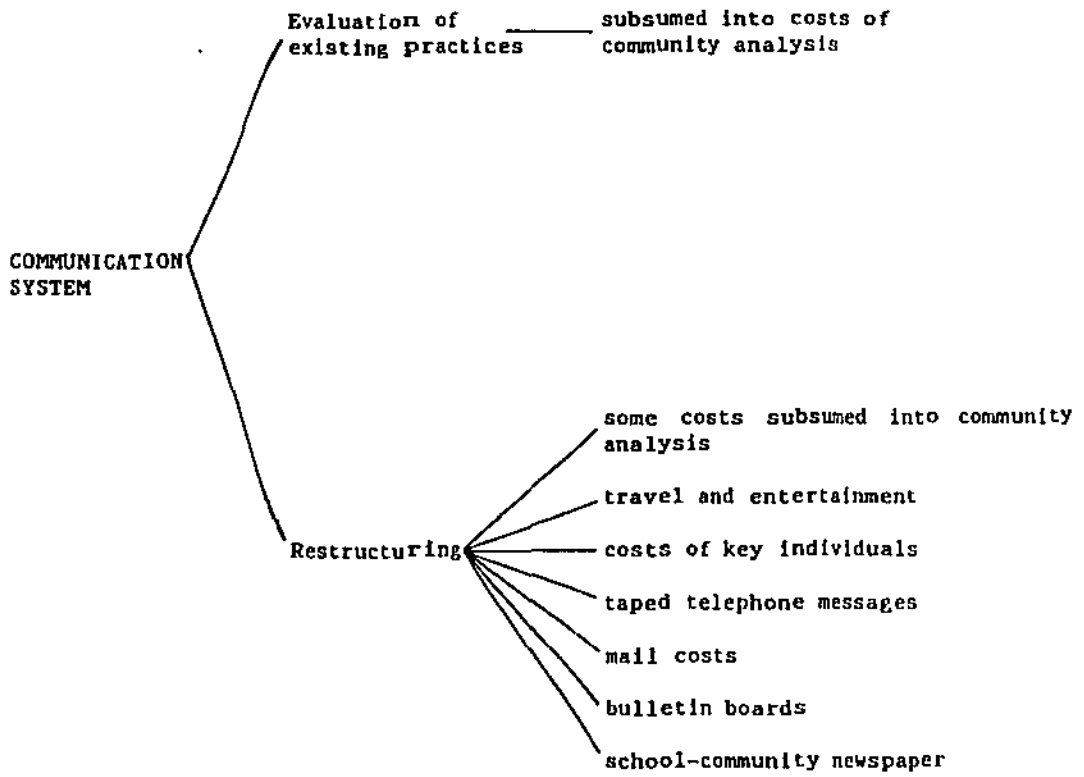 Evaluation of
existing practices
subsumed into costs of
community analysis
COMMUNICATION
SYSTEM
Restructuring
some costs subsumed into community
analysis
travel and entertainment
costs of key individuals
taped telephone messages
mail costs
bulletin boards
school-community newspaper